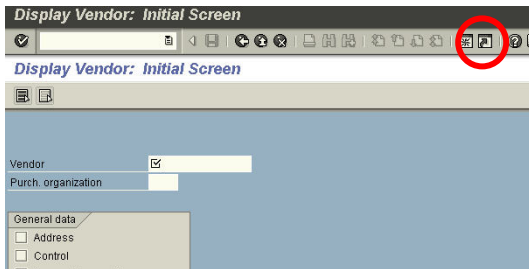 Display Vendor: Initial Screen
Display Vendor: Initial Screen
Vendor
Purch. organization
General data
Address
Control